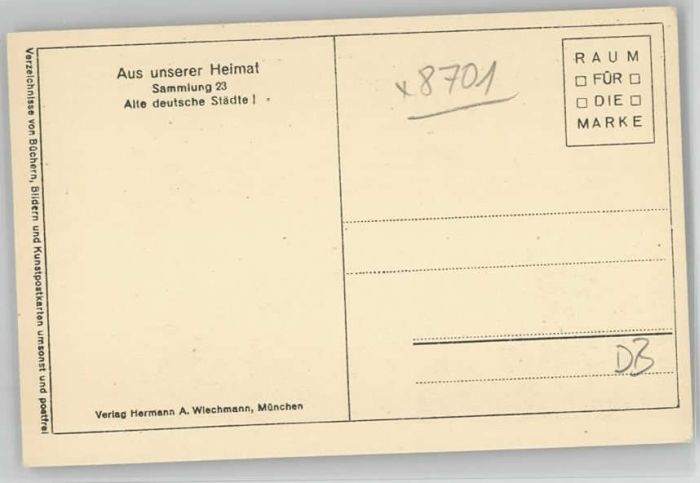 Verzeichnisse von Büchern, Bildern und Kunstpostkarten umsonst und postfrei
Aus unserer Heimat
Sammlung 23
Alte deutsche Städte I
Verlag Hermann A. Wiechmann, München
x8701
RAUM
FÜR
DIE
MARKE
DB